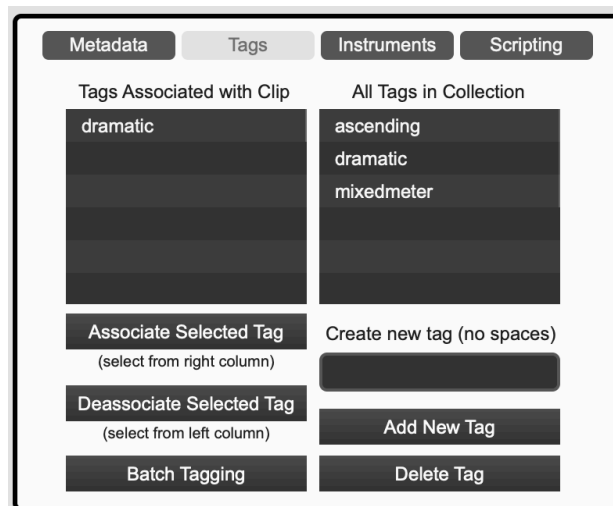 Metadata
Tags
Instruments
Scripting
Tags Associated with Clip
dramatic
All Tags in Collection
ascending
dramatic
mixedmeter
Associate Selected Tag
(select from right column)
Deassociate Selected Tag
(select from left column)
Batch Tagging
Create new tag (no spaces)
Add New Tag
Delete Tag